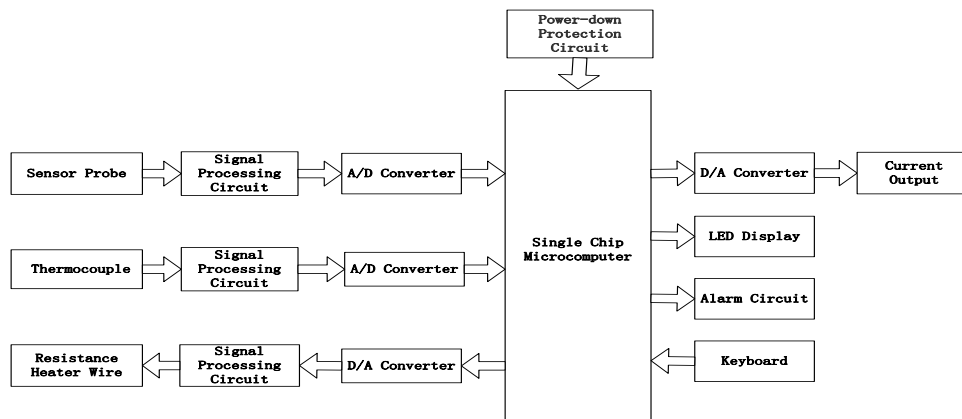 Power-down
Protection
Circuit
Sensor Probe
Signal
Processing
Circuit
A/D Converter
D/A Converter
Current
Output
Single Chip
Microcomputer
LED Display
Thermocouple
Signal
Processing
Circuit
A/D Converter
Alarm Circuit
Resistance
Heater Wire
Signal
Processing
Circuit
D/A Converter
Keyboard